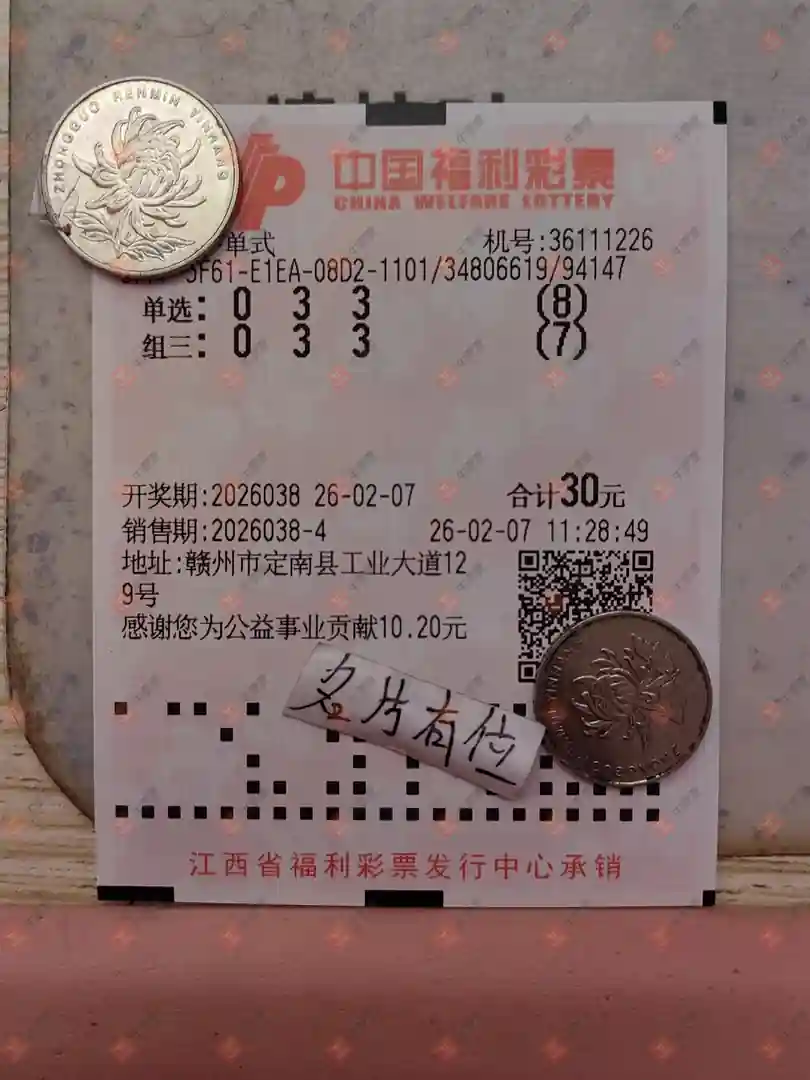 ZHONGGUO RENMIN YINHANG
中国福利彩票
CHINA WELFARE LOTTERY
单式 机号:36111226
5F61-E1EA-08D2-1101/34806619/94147
单选: 0 3 3 (8)
组三: 0 3 3 (7)
开奖期:2026038 26-02-07 合计30元
销售期:2026038-4 26-02-07 11:28:49
地址:赣州市定南县工业大道12
9号
感谢您为公益事业贡献10.20元
名片有位
江西省福利彩票发行中心承销